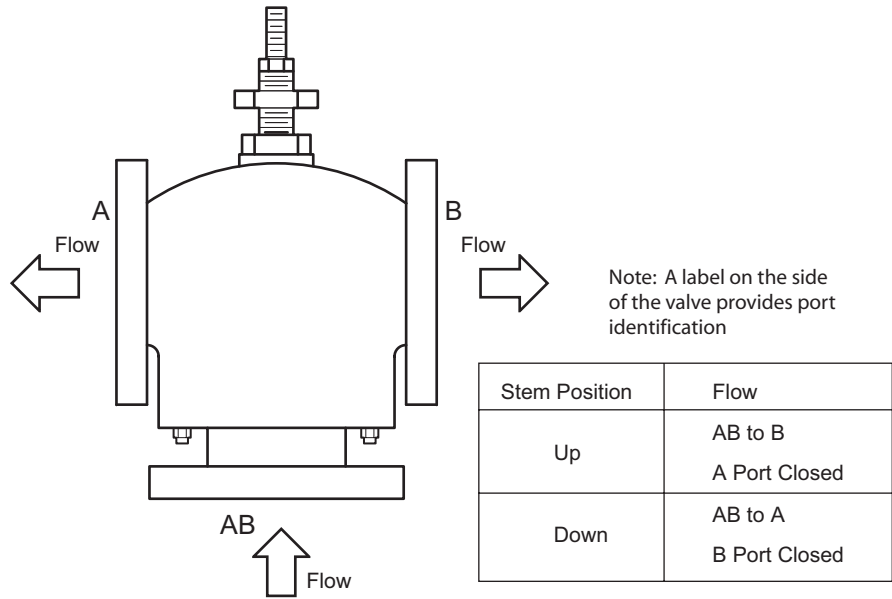 A
B
Flow
Flow
Note: A label on the side
of the valve provides port
identification
Stem Position Flow
Up
AB to B
A Port Closed
Down
AB to A
B Port Closed
AB
Flow